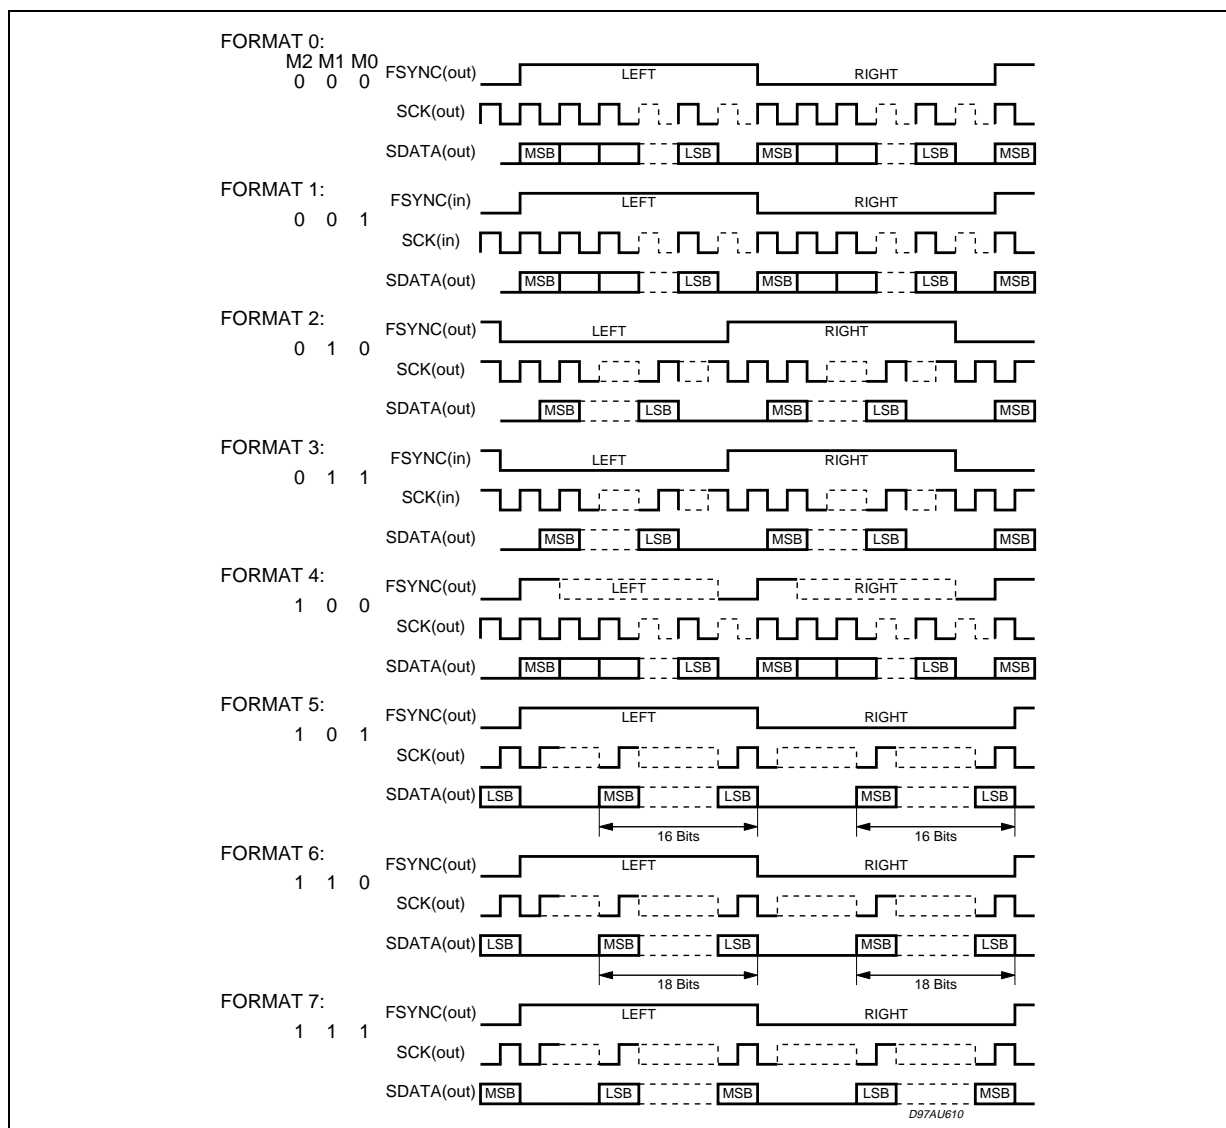 FORMAT 0:
M2 M1 M0
0 0 0
FSYNC(out) LEFT RIGHT
SCK(out)
SDATA(out) MSB LSB MSB LSB MSB
FORMAT 1:
0 0 1
FSYNC(in) LEFT RIGHT
SCK(in)
SDATA(out) MSB LSB MSB LSB MSB
FORMAT 2:
0 1 0
FSYNC(out) LEFT RIGHT
SCK(out)
SDATA(out) MSB LSB MSB LSB MSB
FORMAT 3:
0 1 1
FSYNC(in) LEFT RIGHT
SCK(in)
SDATA(out) MSB LSB MSB LSB MSB
FORMAT 4:
1 0 0
FSYNC(out) LEFT RIGHT
SCK(out)
SDATA(out) MSB LSB MSB LSB MSB
FORMAT 5:
1 0 1
FSYNC(out) LEFT RIGHT
SCK(out)
SDATA(out) LSB MSB LSB MSB LSB
16 Bits 16 Bits
FORMAT 6:
1 1 0
FSYNC(out) LEFT RIGHT
SCK(out)
SDATA(out) LSB MSB LSB MSB LSB
18 Bits 18 Bits
FORMAT 7:
1 1 1
FSYNC(out) LEFT RIGHT
SCK(out)
SDATA(out) MSB LSB MSB LSB MSB
D97AU610